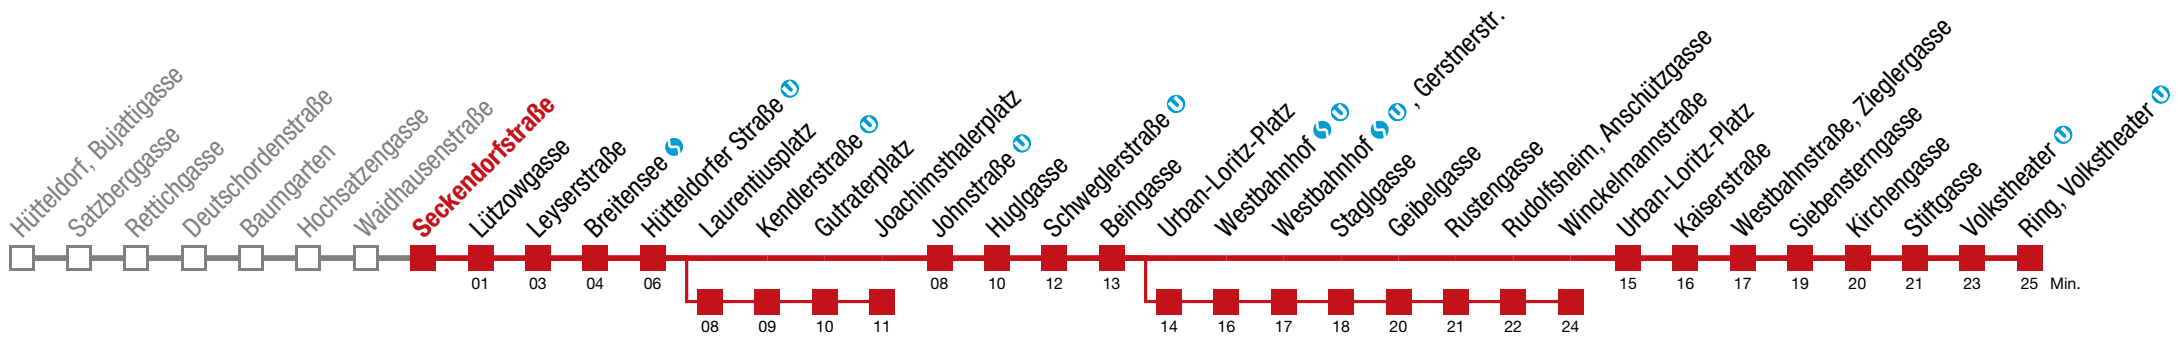 Hütteldorf, Bujattigasse
Satzberggasse
Rettichgasse
Deutschordenstraße
Baumgarten
Hochsatzengasse
Waidhausenstraße
Seckendorfstraße
Lützowgasse
Leyserstraße
Breitensee S
Hütteldorfer Straße U
Laurentiusplatz
Kendlerstraße U
Gutraterplatz
Joachimsthalerplatz
Johnstraße U
Huglgasse
Schweglerstraße U
Beingasse
Urban-Loritz-Platz
Westbahnhof S U
Westbahnhof S U , Gerstnerstr.
Staglgasse
Geibelgasse
Rustengasse
Rudolfsheim, Anschützgasse
Winckelmannstraße
Urban-Loritz-Platz
Kaiserstraße
Westbahnstraße, Zieglergasse
Siebensterngasse
Kirchengasse
Stiftgasse
Volkstheater U
Ring, Volkstheater U
01 03 04 06 08 10 12 13 15 16 17 19 20 21 23 25 Min.
08 09 10 11 14 16 17 18 20 21 22 24